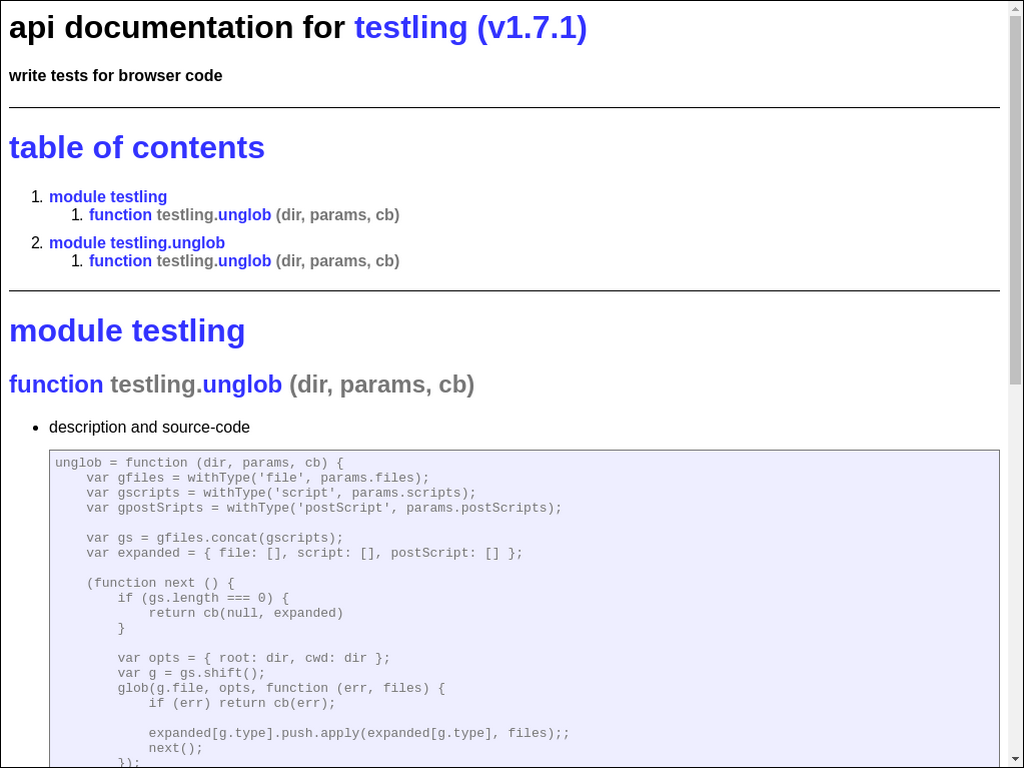 api documentation for testling (v1.7.1)
write tests for browser code
table of contents
1. module testling
1. function testling.unglob (dir, params, cb)
2. module testling.unglob
1. function testling.unglob (dir, params, cb)
module testling
function testling.unglob (dir, params, cb)
• description and source-code
unglob = function (dir, params, cb) {
    var gfiles = withType('file', params.files);
    var gscripts = withType('script', params.scripts);
    var gpostSripts = withType('postScript', params.postScripts);
    var gs = gfiles.concat(gscripts);
    var expanded = { file: [], script: [], postScript: [] };
    (function next () {
        if (gs.length === 0) {
            return cb(null, expanded)
        }
        var opts = { root: dir, cwd: dir };
        var g = gs.shift();
        glob(g.file, opts, function (err, files) {
            if (err) return cb(err);
            expanded[g.type].push.apply(expanded[g.type], files);;
            next();
        });